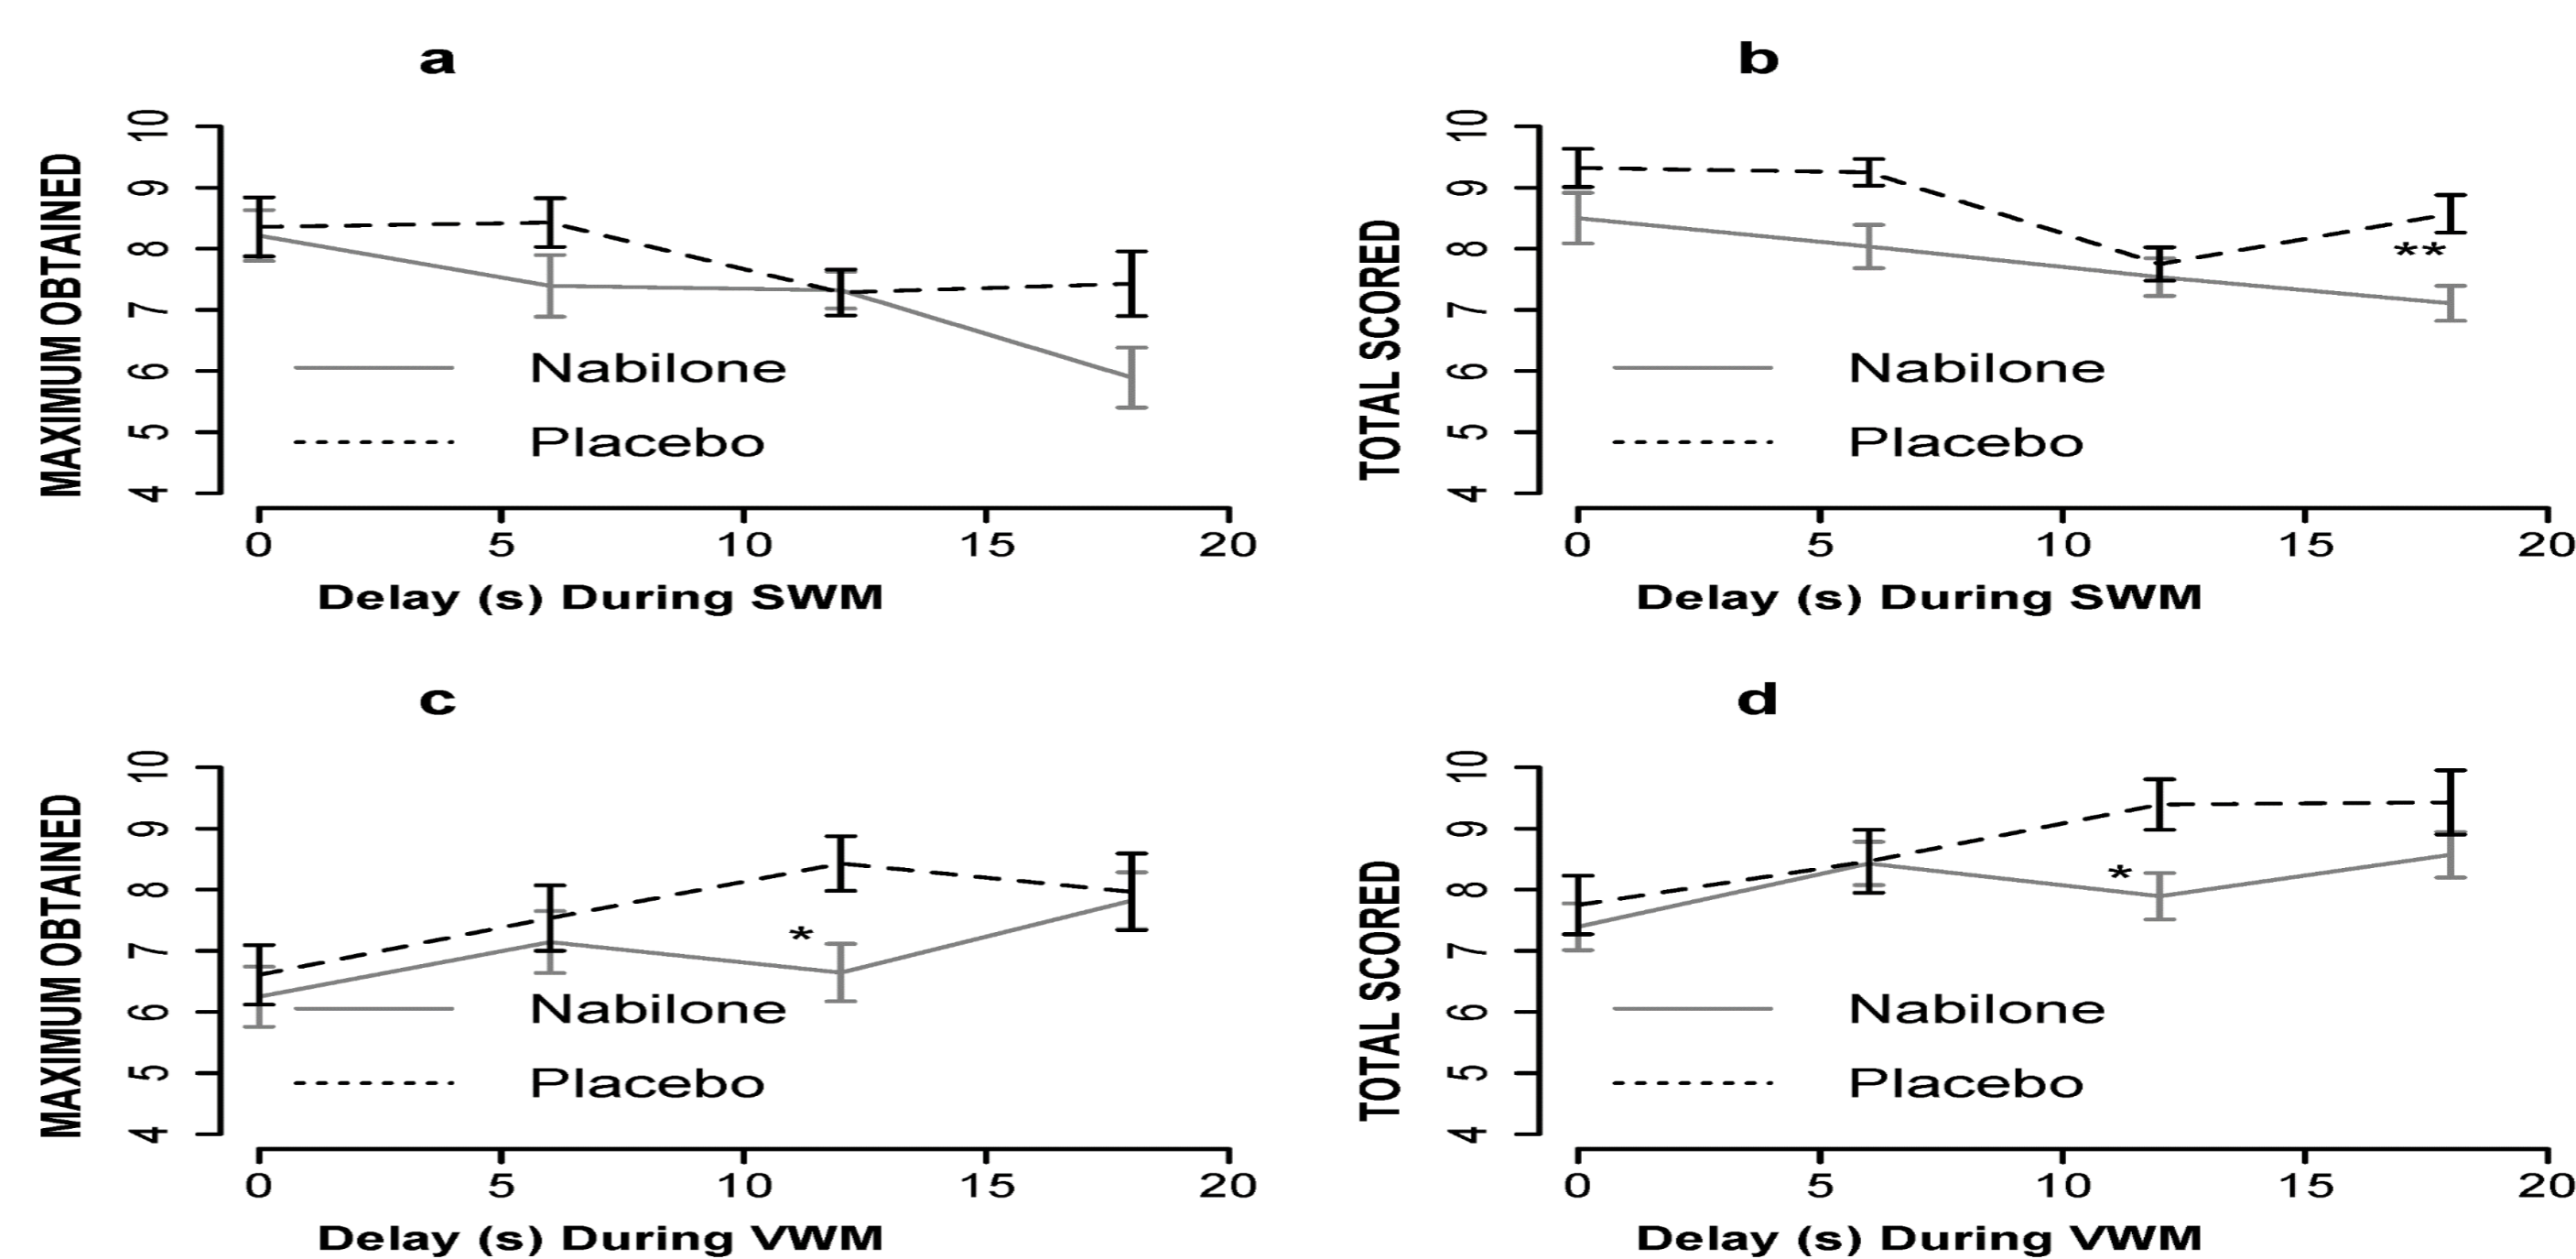 a
MAXIMUM OBTAINED
10
9
8
7
6
5
4
Nabilone
Placebo
0 5 10 15 20
Delay (s) During SWM
b
TOTAL SCORED
10
9
8
7
6
5
4
**
Nabilone
Placebo
0 5 10 15 20
Delay (s) During SWM
c
MAXIMUM OBTAINED
10
9
8
7
6
5
4
*
Nabilone
Placebo
0 5 10 15 20
Delay (s) During VWM
d
TOTAL SCORED
10
9
8
7
6
5
4
*
Nabilone
Placebo
0 5 10 15 20
Delay (s) During VWM